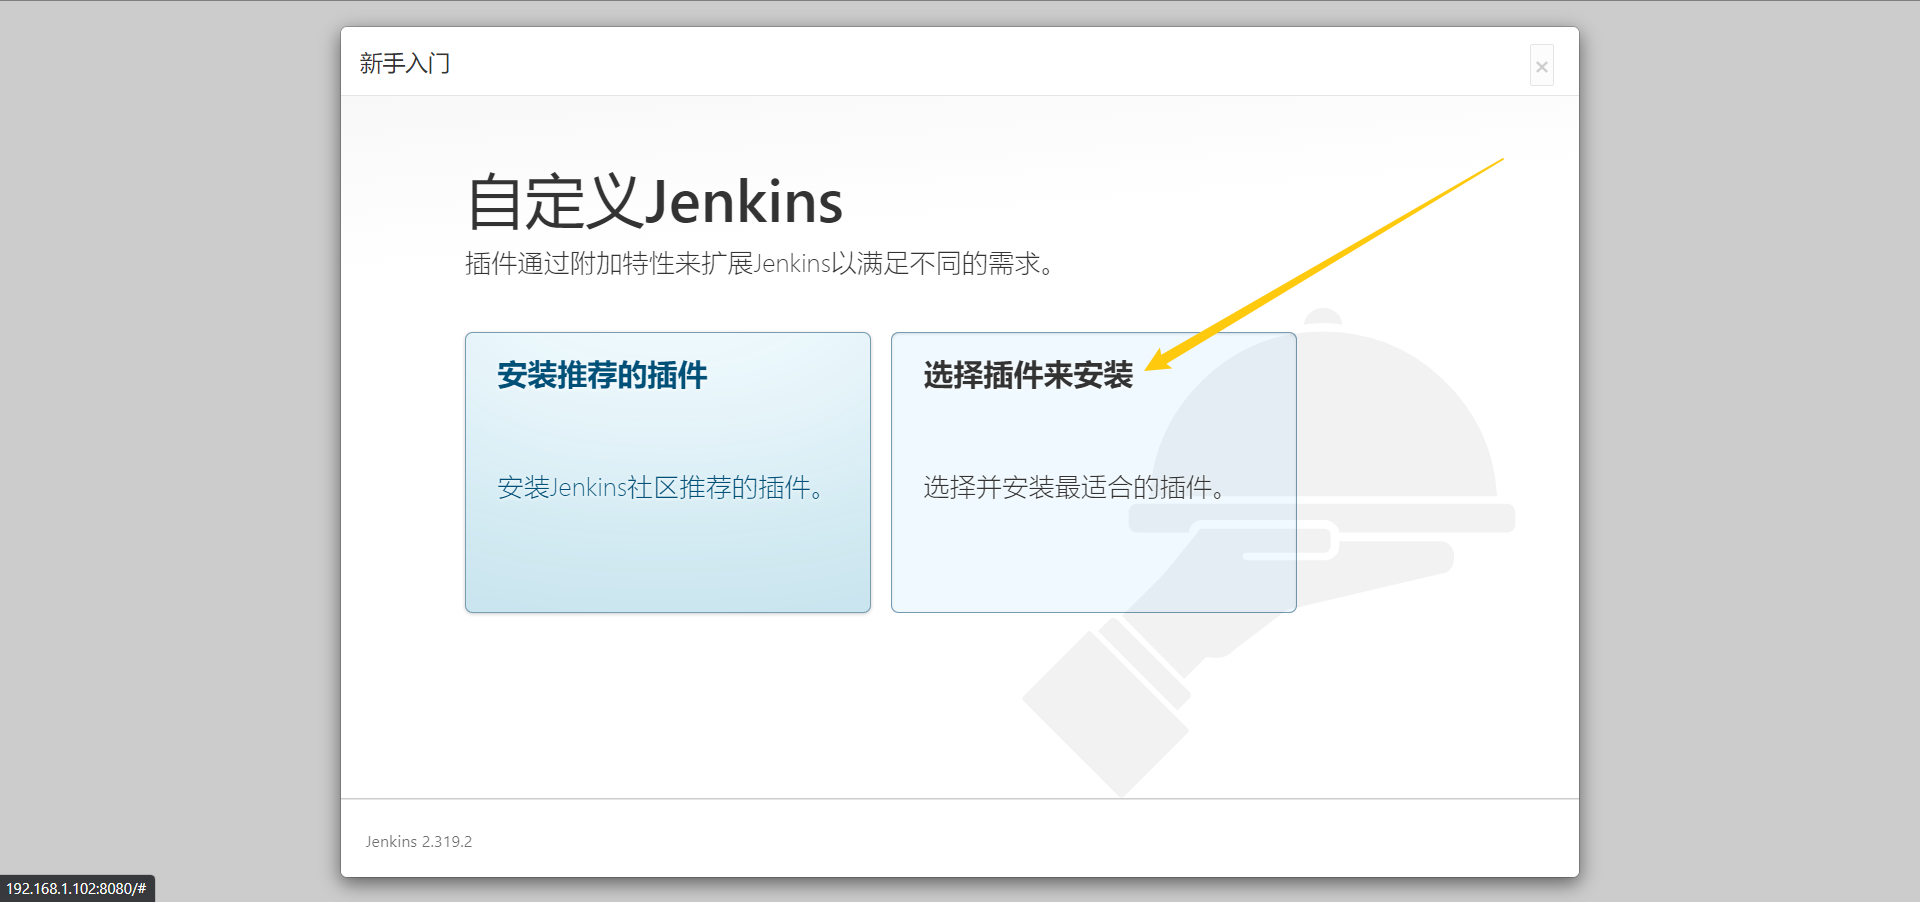 新手入门
×
自定义Jenkins
插件通过附加特性来扩展Jenkins以满足不同的需求。
安装推荐的插件
安装Jenkins社区推荐的插件。
选择插件来安装
选择并安装最适合的插件。
Jenkins 2.319.2
192.168.1.102:8080/#